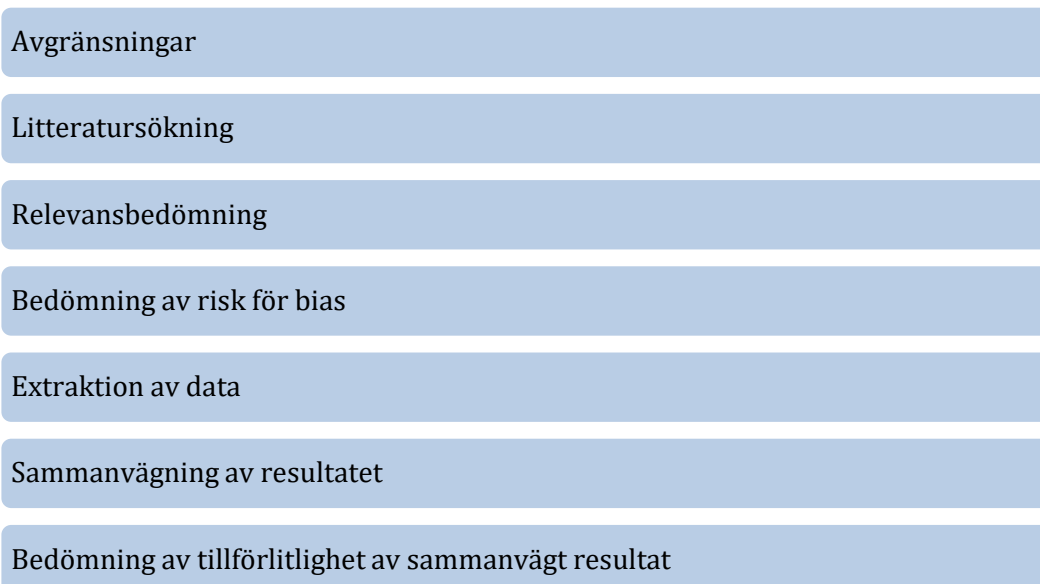 Avgränsningar
Litteratursökning
Relevansbedömning
Bedömning av risk för bias
Extraktion av data
Sammanvägning av resultatet
Bedömning av tillförlitlighet av sammanvägt resultat